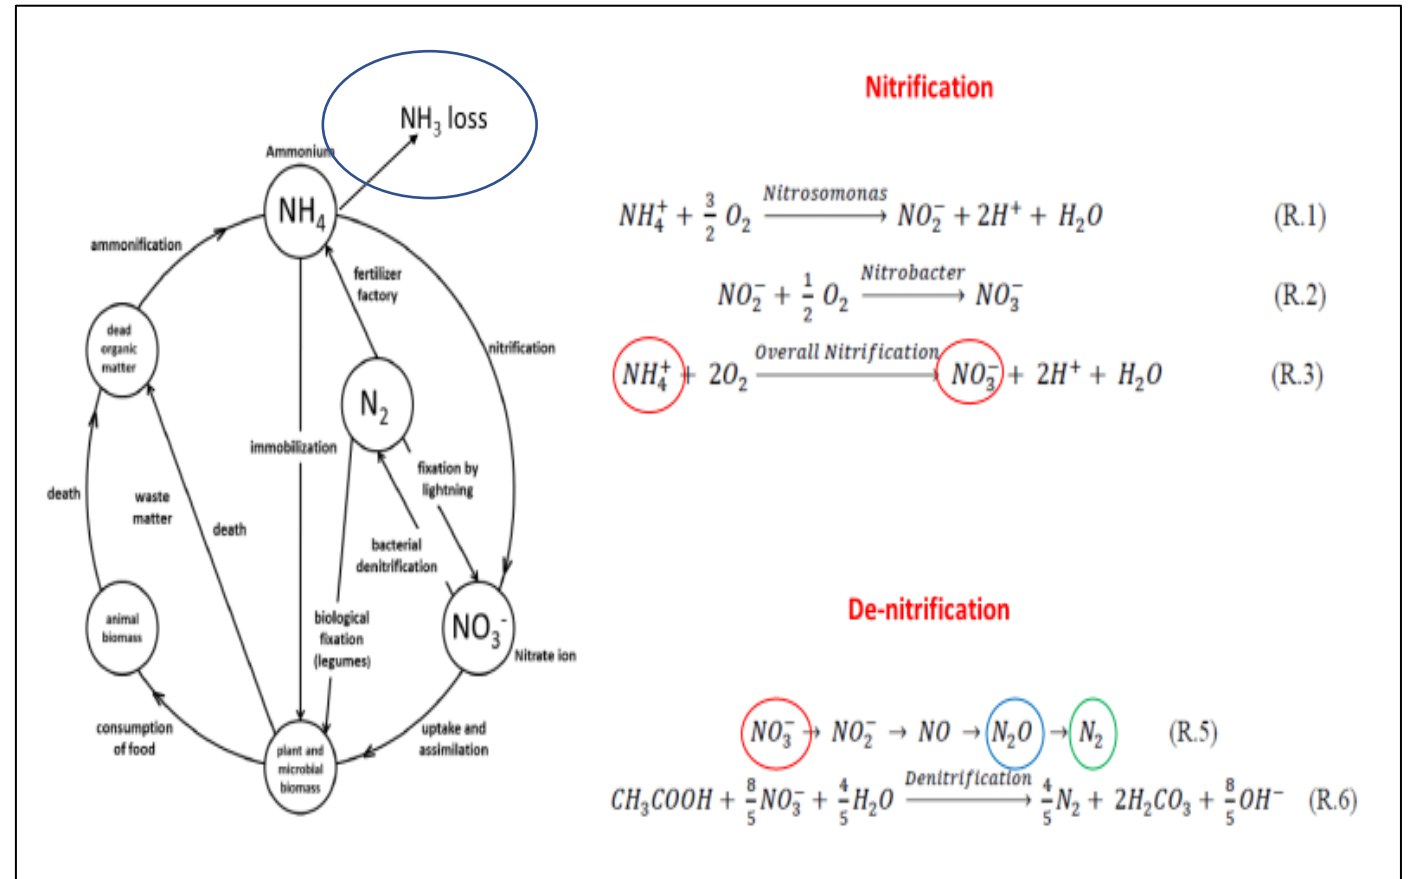 NH₃ loss
Ammonium
NH₄
ammonification
fertilizer
factory
dead
organic
matter
nitrification
N₂
immobilization
fixation by
lightning
death
waste
matter
death
bacterial
denitrification
animal
biomass
biological
fixation
(legumes)
NO₃⁻
Nitrate ion
consumption
of food
uptake and
assimilation
plant and
microbial
biomass
Nitrification
NH₄⁺ + 3/2 O₂ —Nitrosomonas→ NO₂⁻ + 2H⁺ + H₂O (R.1)
NO₂⁻ + 1/2 O₂ —Nitrobacter→ NO₃⁻ (R.2)
NH₄⁺ + 2O₂ —Overall Nitrification→ NO₃⁻ + 2H⁺ + H₂O (R.3)
De-nitrification
NO₃⁻ → NO₂⁻ → NO → N₂O → N₂ (R.5)
CH₃COOH + 8/5 NO₃⁻ + 4/5 H₂O —Denitrification→ 4/5 N₂ + 2H₂CO₃ + 8/5 OH⁻ (R.6)